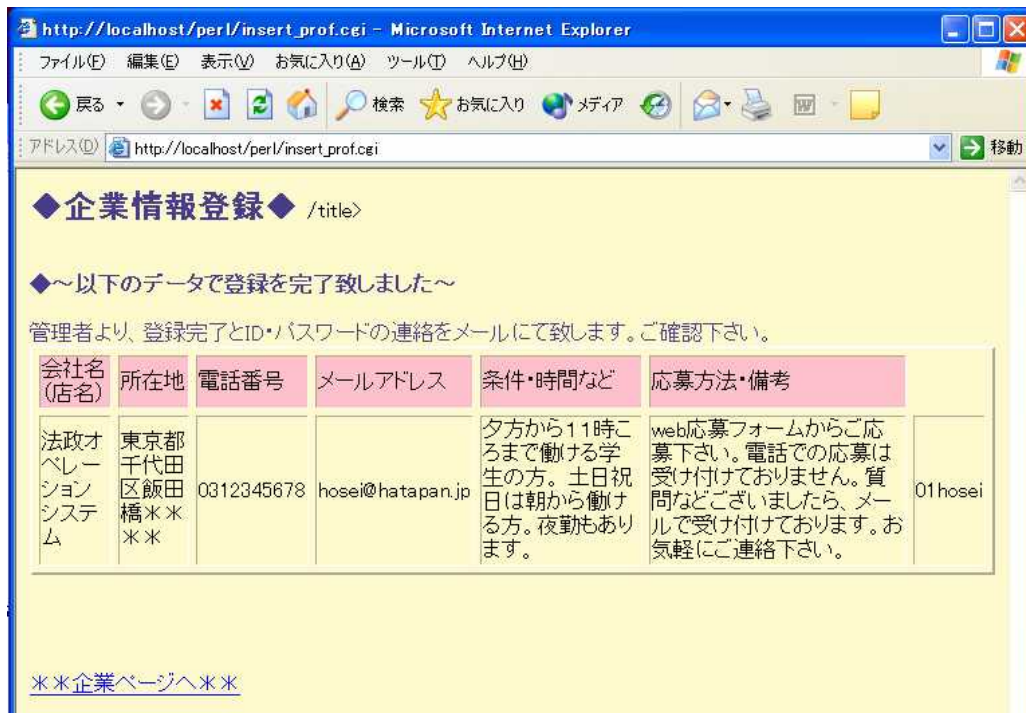 http://localhost/perl/insert_prof.cgi - Microsoft Internet Explorer
ファイル(F) 編集(E) 表示(V) お気に入り(A) ツール(T) ヘルプ(H)
戻る 検索 お気に入り メディア
アドレス(D) http://localhost/perl/insert_prof.cgi 移動
◆企業情報登録◆ /title>
◆～以下のデータで登録を完了致しました～
管理者より、登録完了とID・パスワードの連絡をメールにて致します。ご確認下さい。
会社名
(店名)
所在地
電話番号
メールアドレス
条件・時間など
応募方法・備考
法政オ
ペレー
ション
システ
ム
東京都
千代田
区飯田
橋＊＊
＊＊
0312345678
hosei@hatapan.jp
夕方から11時こ
ろまで働ける学
生の方。土日祝
日は朝から働け
る方。夜勤もあり
ます。
web応募フォームからご応
募下さい。電話での応募は
受け付けておりません。質
問などございましたら、メー
ルで受け付けております。お
気軽にご連絡下さい。
01hosei
＊＊企業ページへ＊＊